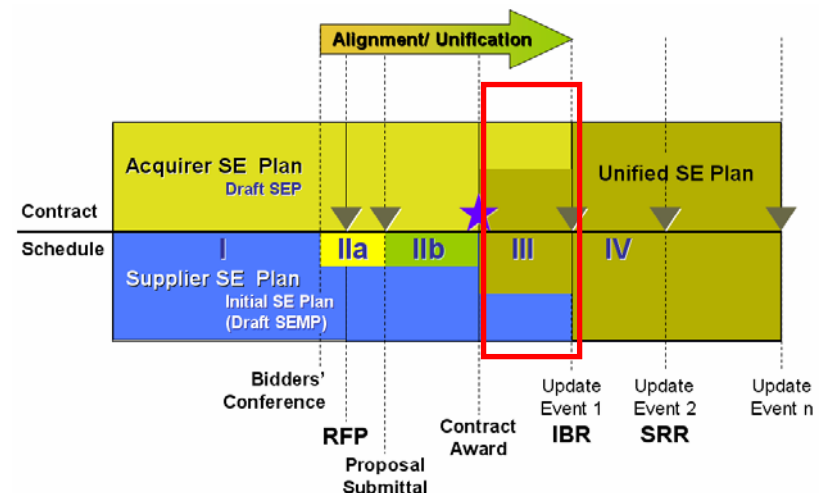 Alignment/ Unification
Acquirer SE Plan
Draft SEP
Unified SE Plan
Contract
Schedule
I
IIa
IIb
III
IV
Supplier SE Plan
Initial SE Plan
(Draft SEMP)
Bidders'
Conference
RFP
Proposal
Submittal
Contract
Award
Update
Event 1
IBR
Update
Event 2
SRR
Update
Event n